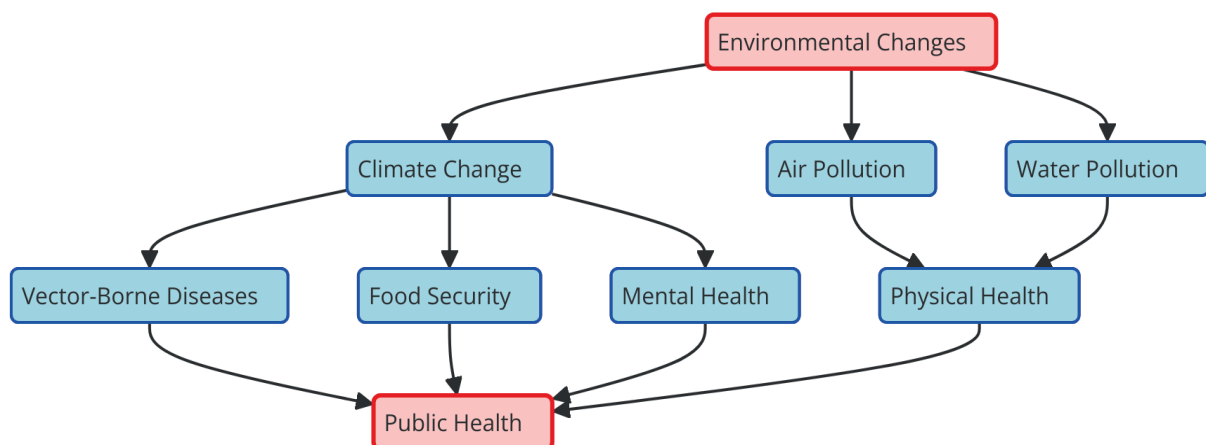 Environmental Changes
Climate Change
Air Pollution
Water Pollution
Vector-Borne Diseases
Food Security
Mental Health
Physical Health
Public Health